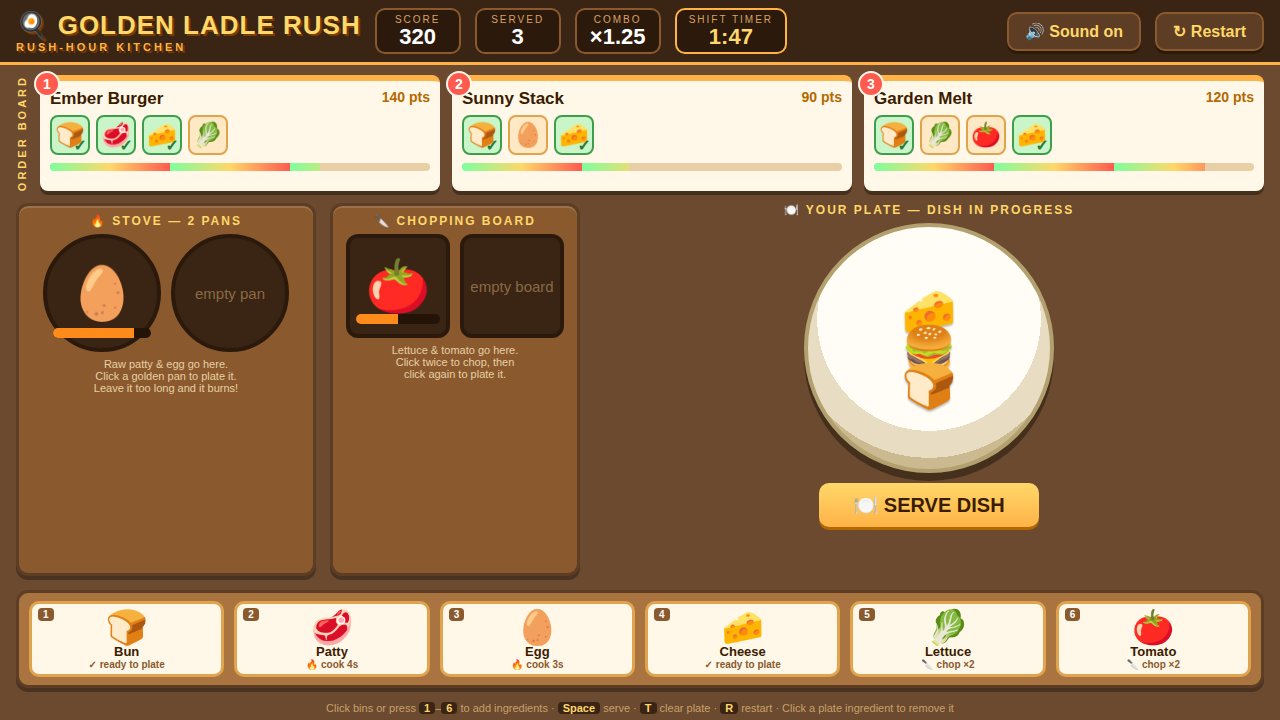 GOLDEN LADLE RUSH
RUSH-HOUR KITCHEN
SCORE
320
SERVED
3
COMBO
×1.25
SHIFT TIMER
1:47
Sound on
↻ Restart
ORDER BOARD
1
Ember Burger
140 pts
2
Sunny Stack
90 pts
3
Garden Melt
120 pts
STOVE — 2 PANS
empty pan
Raw patty & egg go here.
Click a golden pan to plate it.
Leave it too long and it burns!
CHOPPING BOARD
empty board
Lettuce & tomato go here.
Click twice to chop, then
click again to plate it.
YOUR PLATE — DISH IN PROGRESS
SERVE DISH
1
Bun
✓ ready to plate
2
Patty
cook 4s
3
Egg
cook 3s
4
Cheese
✓ ready to plate
5
Lettuce
chop ×2
6
Tomato
chop ×2
Click bins or press 1–6 to add ingredients · Space serve · T clear plate · R restart · Click a plate ingredient to remove it